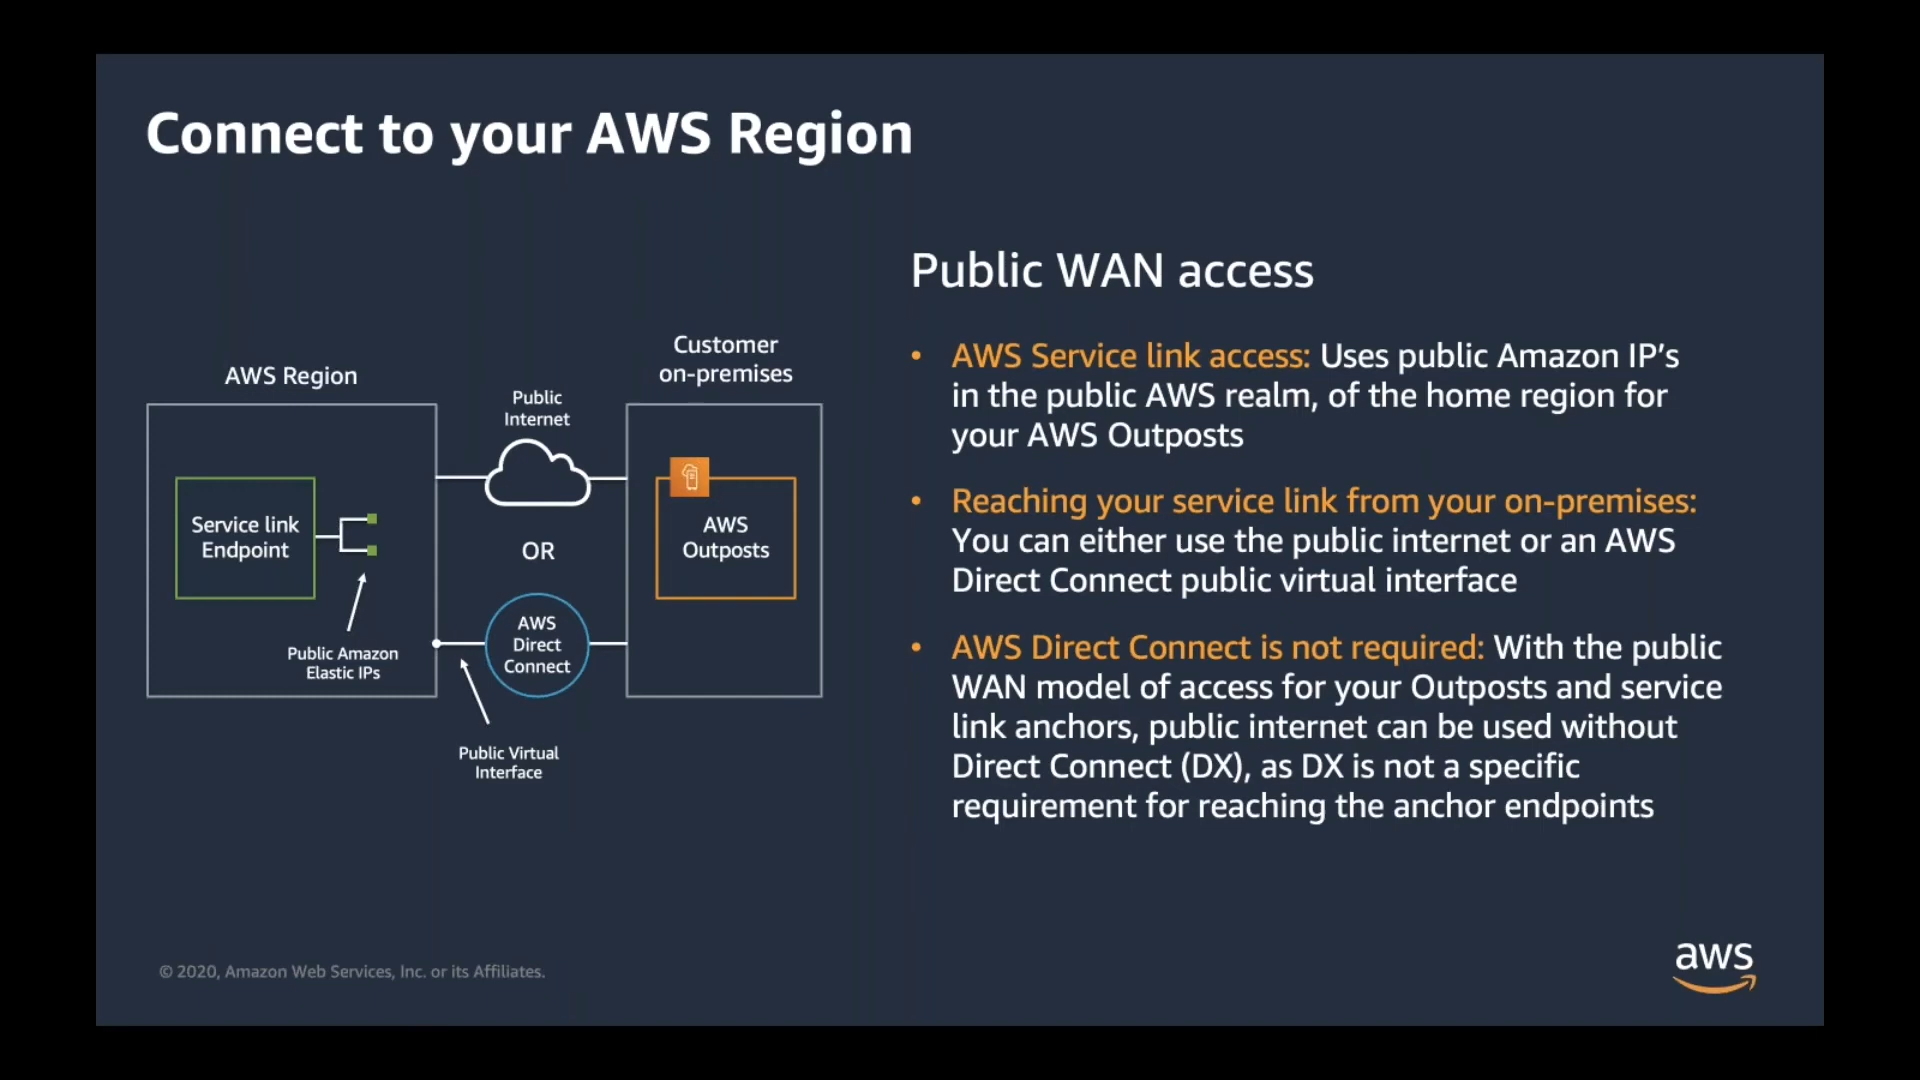 Connect to your AWS Region
AWS Region
Service link
Endpoint
Public Amazon
Elastic IPs
Public
Internet
OR
AWS
Direct
Connect
Public Virtual
Interface
Customer
on-premises
AWS
Outposts
Public WAN access
• AWS Service link access: Uses public Amazon IP’s
in the public AWS realm, of the home region for
your AWS Outposts
• Reaching your service link from your on-premises:
You can either use the public internet or an AWS
Direct Connect public virtual interface
• AWS Direct Connect is not required: With the public
WAN model of access for your Outposts and service
link anchors, public internet can be used without
Direct Connect (DX), as DX is not a specific
requirement for reaching the anchor endpoints
© 2020, Amazon Web Services, Inc. or its Affiliates.
aws